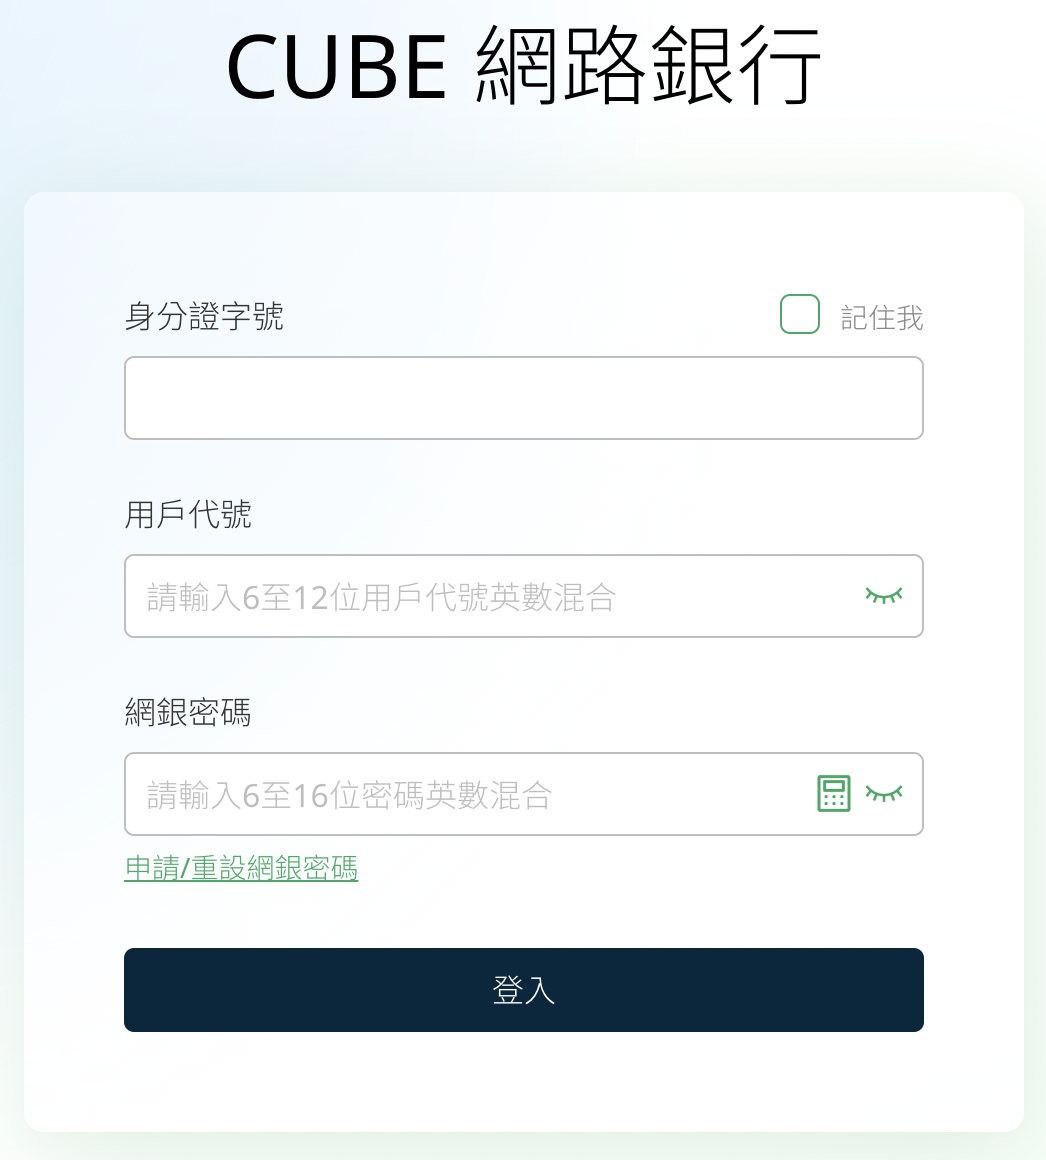 CUBE 網路銀行
身分證字號 記住我
用戶代號
請輸入6至12位用戶代號英數混合
網銀密碼
請輸入6至16位密碼英數混合
申請/重設網銀密碼
登入